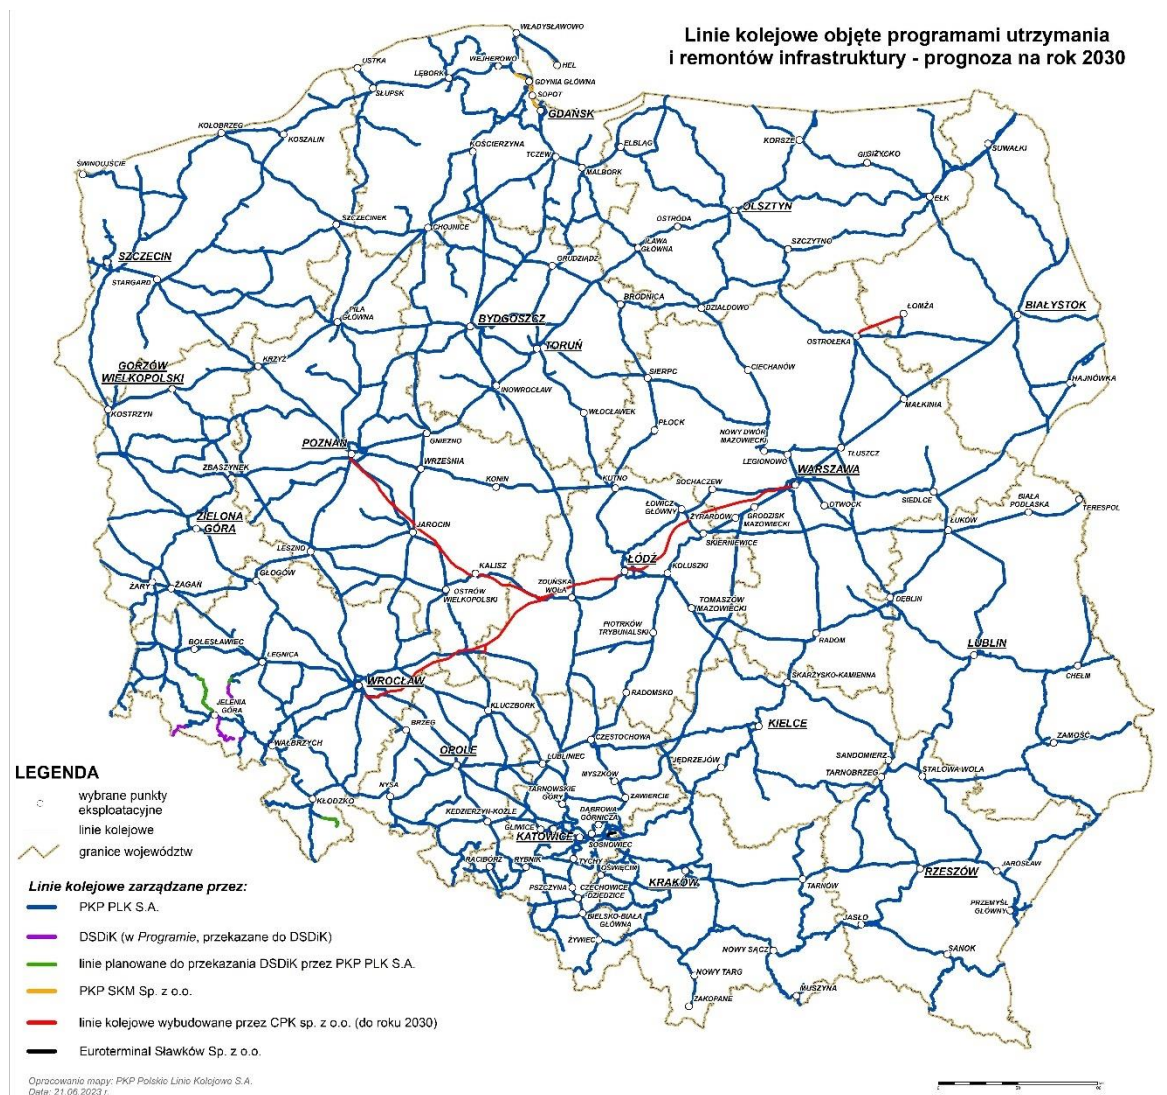 Linie kolejowe objęte programami utrzymania
i remontów infrastruktury - prognoza na rok 2030
WŁADYSŁAWOWO
USTKA
WEJHEROWO
HEL
LĘBORK
GDYNIA GŁÓWNA
SŁUPSK
SOPOT
GDAŃSK
KOŁOBRZEG
KOSZALIN
KOŚCIERZYNA
TCZEW
ELBLĄG
KORSZE
GIŻYCKO
SUWAŁKI
ŚWINOUJŚCIE
MALBORK
EŁK
OLSZTYN
SZCZECINEK
CHOJNICE
OSTRÓDA
IŁAWA
GŁÓWNA
SZCZYTNO
SZCZECIN
STARGARD
GRUDZIĄDZ
BRODNICA
DZIAŁDOWO
ŁOMŻA
BIAŁYSTOK
PIŁA
GŁÓWNA
BYDGOSZCZ
TORUŃ
OSTROŁĘKA
GORZÓW
WIELKOPOLSKI
KRZYŻ
SIERPC
CIECHANÓW
HAJNÓWKA
KOSTRZYN
INOWROCŁAW
WŁOCŁAWEK
MAŁKINIA
PŁOCK
NOWY DWÓR
MAZOWIECKI
POZNAŃ
GNIEZNO
LEGIONOWO
TŁUSZCZ
ZBĄSZYNEK
WRZEŚNIA
WARSZAWA
KONIN
KUTNO
SOCHACZEW
SIEDLCE
BIAŁA
PODLASKA
TERESPOL
ŁOWICZ
GŁÓWNY
ŻYRARDÓW
GRODZISK
MAZOWIECKI
OTWOCK
ZIELONA
GÓRA
JAROCIN
ŁUKÓW
SKIERNIEWICE
LESZNO
ŁÓDŹ
KOLUSZKI
ŻARY
ŻAGAŃ
GŁOGÓW
KALISZ
ZDUŃSKA
WOLA
OSTRÓW
WIELKOPOLSKI
TOMASZÓW
MAZOWIECKI
DĘBLIN
PIOTRKÓW
TRYBUNALSKI
RADOM
LUBLIN
BOLESŁAWIEC
LEGNICA
CHEŁM
WROCŁAW
SKARŻYSKO-KAMIENNA
RADOMSKO
JELENIA
GÓRA
KLUCZBORK
BRZEG
KIELCE
ZAMOŚĆ
WAŁBRZYCH
OPOLE
CZĘSTOCHOWA
LUBLINIEC
JĘDRZEJÓW
SANDOMIERZ
TARNOBRZEG
STALOWA WOLA
LEGENDA
wybrane punkty
eksploatacyjne
linie kolejowe
granice województw
MYSZKÓW
NYSA
KŁODZKO
TARNOWSKIE
GÓRY
ZAWIERCIE
KĘDZIERZYN-KOŹLE
DĄBROWA
GÓRNICZA
GLIWICE
KATOWICE
SOSNOWIEC
RACIBÓRZ
RYBNIK
TYCHY
OŚWIĘCIM
KRAKÓW
TARNÓW
RZESZÓW
JAROSŁAW
PSZCZYNA
CZECHOWICE
DZIEDZICE
PRZEMYŚL
GŁÓWNY
BIELSKO-BIAŁA
GŁÓWNA
JASŁO
ŻYWIEC
NOWY SĄCZ
SANOK
NOWY TARG
MUSZYNA
ZAKOPANE
Linie kolejowe zarządzane przez:
PKP PLK S.A.
DSDiK (w Programie, przekazane do DSDiK)
linie planowane do przekazania DSDiK przez PKP PLK S.A.
PKP SKM Sp. z o.o.
linie kolejowe wybudowane przez CPK sp. z o.o. (do roku 2030)
Euroterminal Sławków Sp. z o.o.
Opracowanie mapy: PKP Polskie Linie Kolejowe S.A.
Data: 21.06.2023 r.